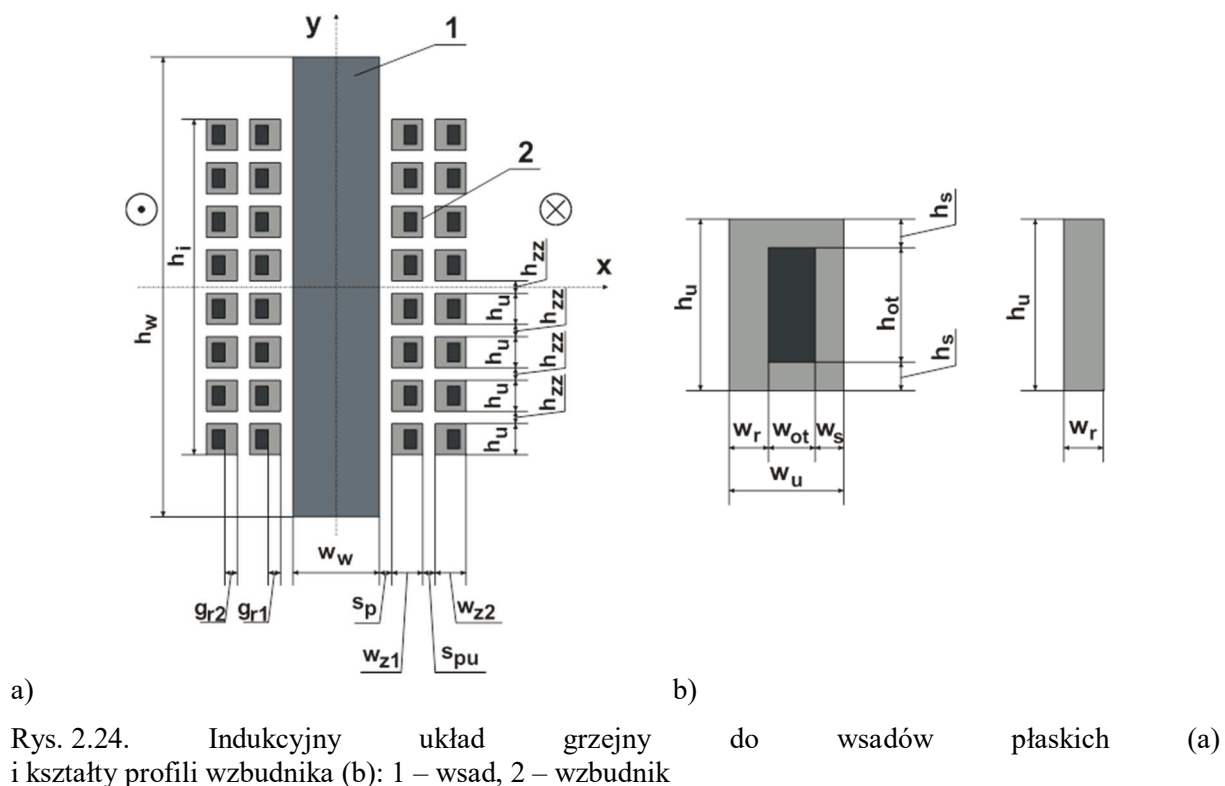 y
1
2
x
h_w
h_i
h_zz
h_u
h_zz
h_u
h_zz
h_u
h_zz
h_u
w_w
g_r2
g_r1
s_p
w_z1
s_pu
w_z2
h_s
h_u
h_ot
h_s
w_r
w_ot
w_s
w_u
h_u
w_r
a)
b)
Rys. 2.24. Indukcyjny układ grzejny do wsadów płaskich (a)
i kształty profili wzbudnika (b): 1 – wsad, 2 – wzbudnik